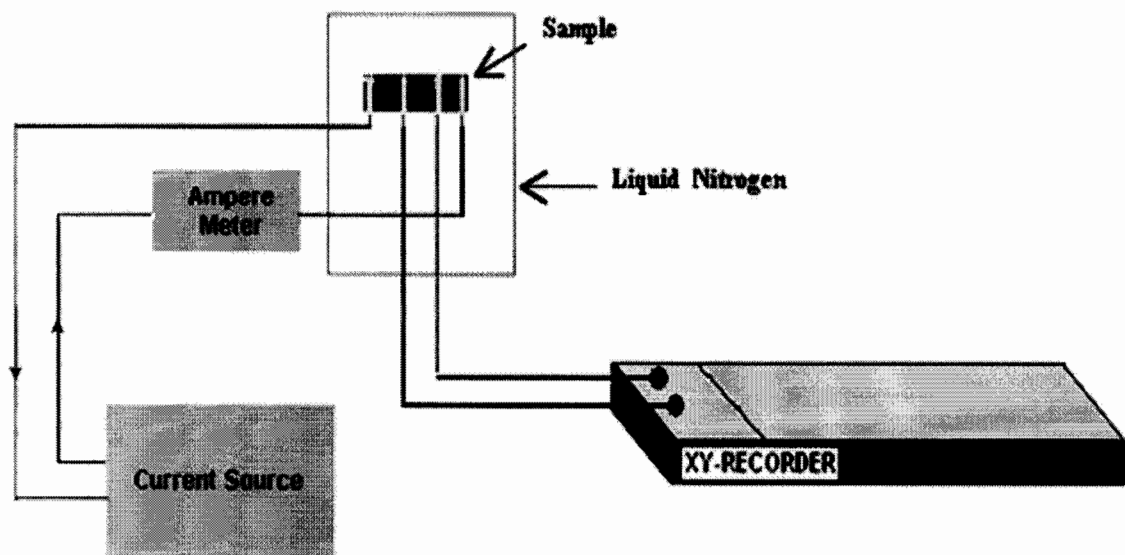 Sample
Liquid Nitrogen
Ampere
Meter
Current Source
XY-RECORDER